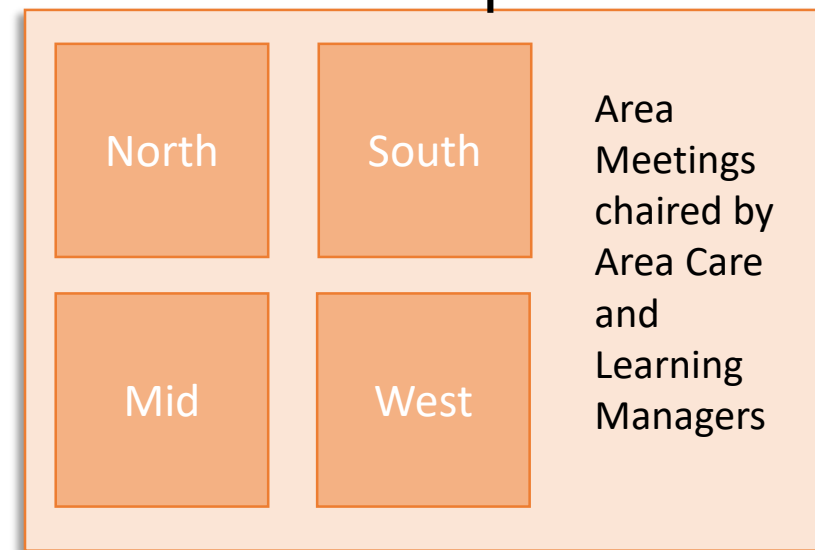 North
South
Mid
West
Area
Meetings
chaired by
Area Care
and
Learning
Managers